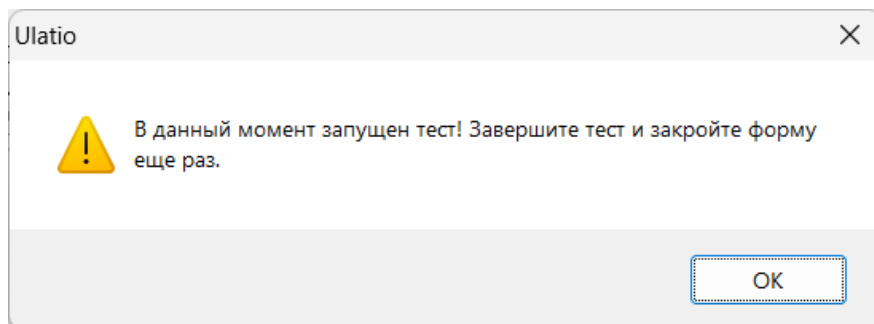 Ulatio
В данный момент запущен тест! Завершите тест и закройте форму
еще раз.
OK